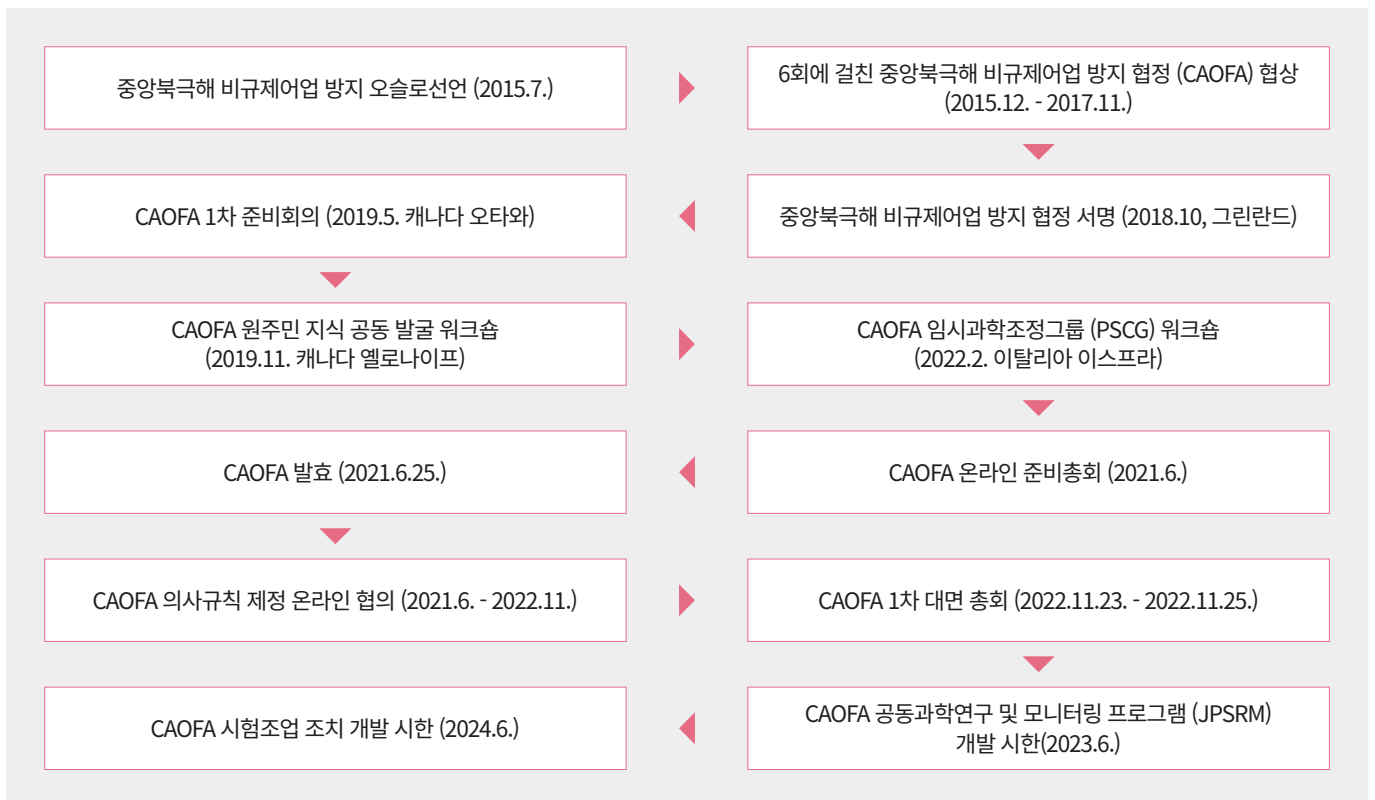 중앙북극해 비규제어업 방지 오슬로선언 (2015.7.)
6회에 걸친 중앙북극해 비규제어업 방지 협정 (CAOFA) 협상
(2015.12. - 2017.11.)
중앙북극해 비규제어업 방지 협정 서명 (2018.10, 그린란드)
CAOFA 1차 준비회의 (2019.5. 캐나다 오타와)
CAOFA 원주민 지식 공동 발굴 워크숍
(2019.11. 캐나다 옐로나이프)
CAOFA 임시과학조정그룹 (PSCG) 워크숍
(2022.2. 이탈리아 이스프라)
CAOFA 온라인 준비총회 (2021.6.)
CAOFA 발효 (2021.6.25.)
CAOFA 의사규칙 제정 온라인 협의 (2021.6. - 2022.11.)
CAOFA 1차 대면 총회 (2022.11.23. - 2022.11.25.)
CAOFA 공동과학연구 및 모니터링 프로그램 (JPSRM)
개발 시한(2023.6.)
CAOFA 시험조업 조치 개발 시한 (2024.6.)